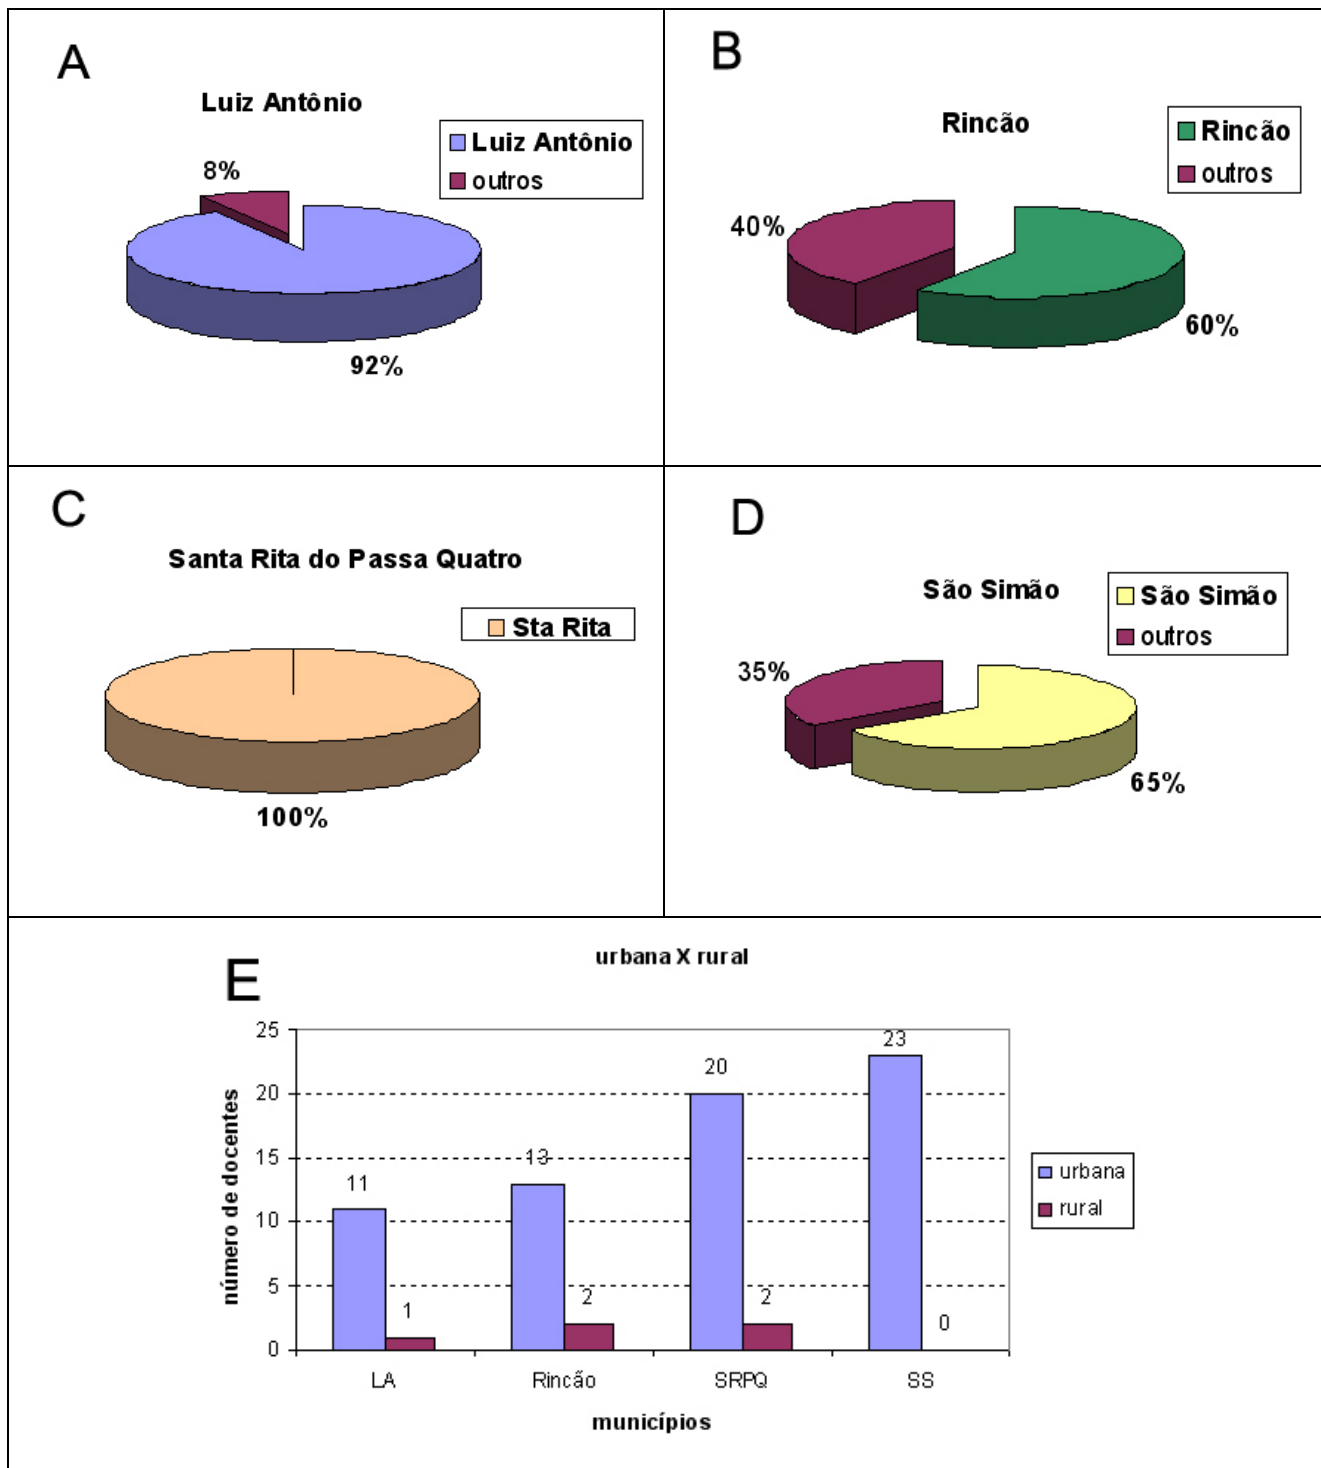 A
Luiz Antônio
Luiz Antônio
outros
8%
92%
B
Rincão
Rincão
outros
40%
60%
C
Santa Rita do Passa Quatro
Sta Rita
100%
D
São Simão
São Simão
outros
35%
65%
E
urbana X rural
número de docentes
25
20
15
10
5
0
11
1
13
2
20
2
23
0
LA
Rincão
SRPQ
SS
municípios
urbana
rural